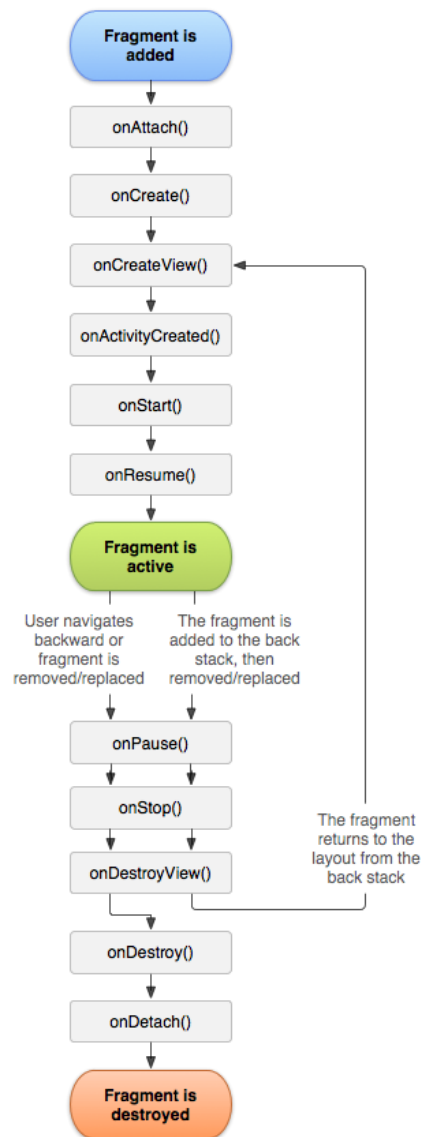 Fragment is
added
onAttach()
onCreate()
onCreateView()
onActivityCreated()
onStart()
onResume()
Fragment is
active
User navigates
backward or
fragment is
removed/replaced
The fragment is
added to the back
stack, then
removed/replaced
onPause()
onStop()
onDestroyView()
The fragment
returns to the
layout from the
back stack
onDestroy()
onDetach()
Fragment is
destroyed